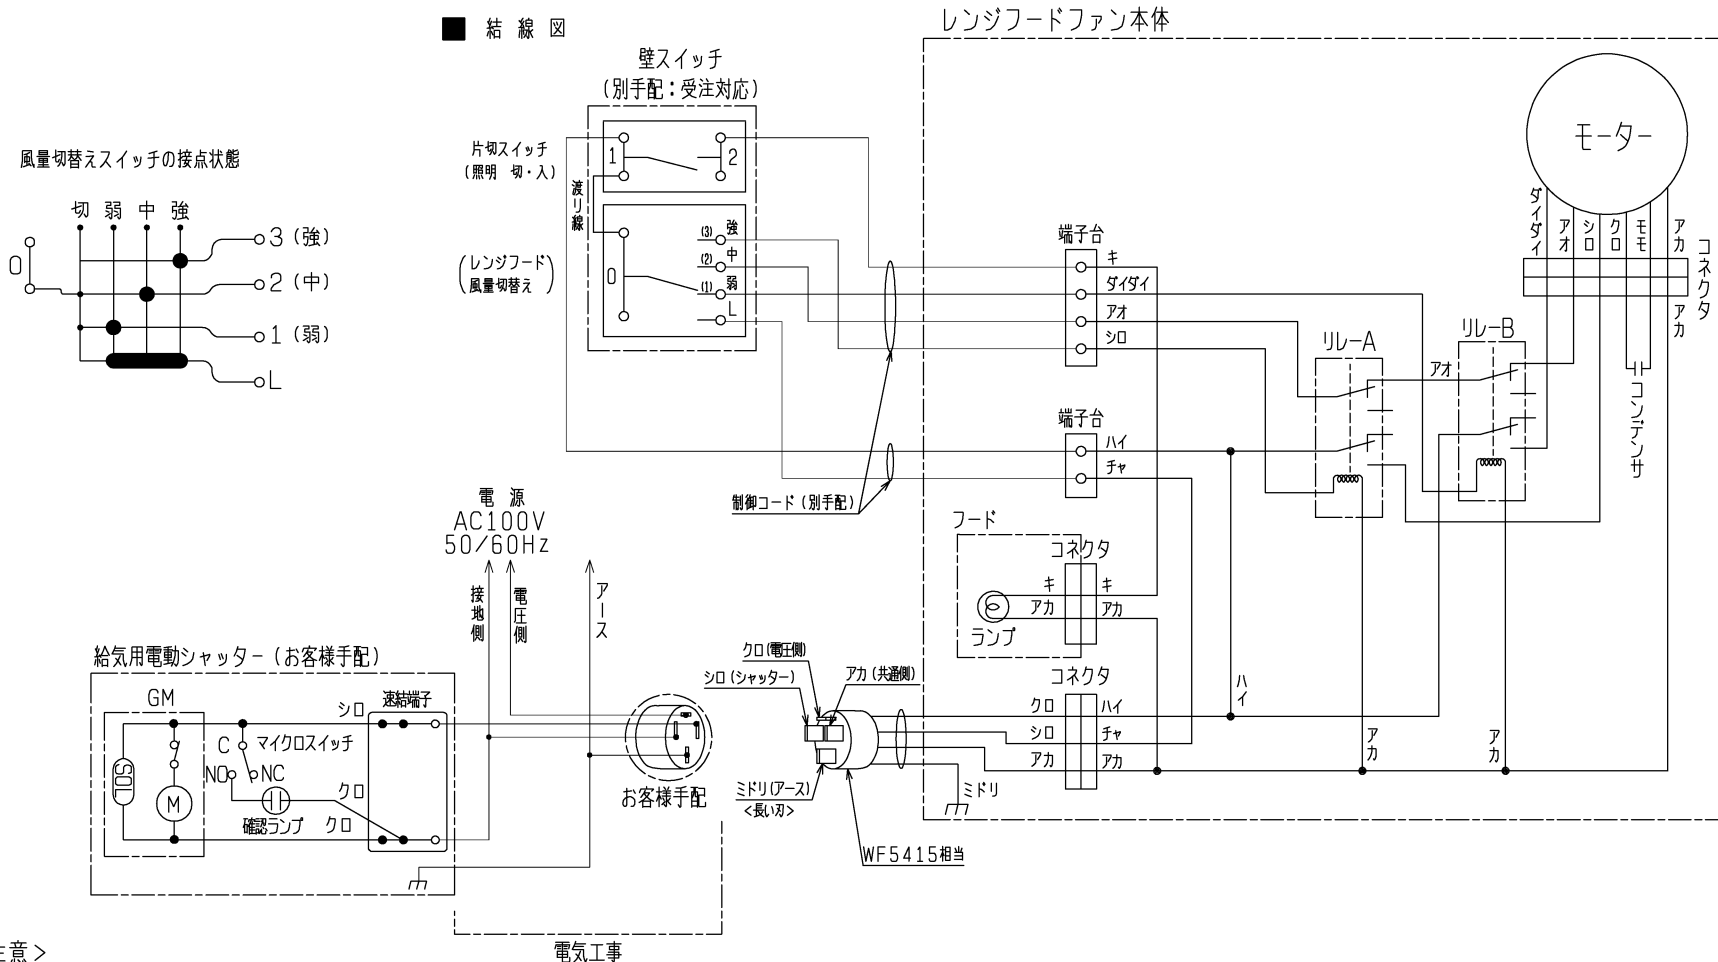 ■ 結線図
レンジフードファン本体
壁スイッチ
(別手配：受注対応)
片切スイッチ
(照明 切・入)
1
2
渡リ線
(レンジフード)
風量切替え
0
(3) 強
(2) 中
(1) 弱
L
風量切替えスイッチの接点状態
切 弱 中 強
0
3 (強)
2 (中)
1 (弱)
L
端子台
キ
ダイダイ
アオ
シロ
端子台
ハイ
チャ
制御コード (別手配)
モーター
ダイダイ
アオ
シロ
クロ
モモ
アカ
コネクタ
アカ
リレーA
リレーB
アオ
コンデンサ
フード
コネクタ
キ
キ
アカ
アカ
ランプ
コネクタ
クロ
ハイ
シロ
チャ
アカ
アカ
ハイ
アカ
アカ
ミドリ
電源
AC100V
50/60Hz
接地側
電圧側
アース
クロ(電圧側)
シロ(シャッター)
アカ(共通側)
ミドリ(アース)
<長い刃>
WF5415相当
お客様手配
給気用電動シャッター (お客様手配)
GM
SOL
M
シロ
速結端子
C
マイクロスイッチ
NO
NC
クロ
確認ランプ
クロ
電気工事
意>